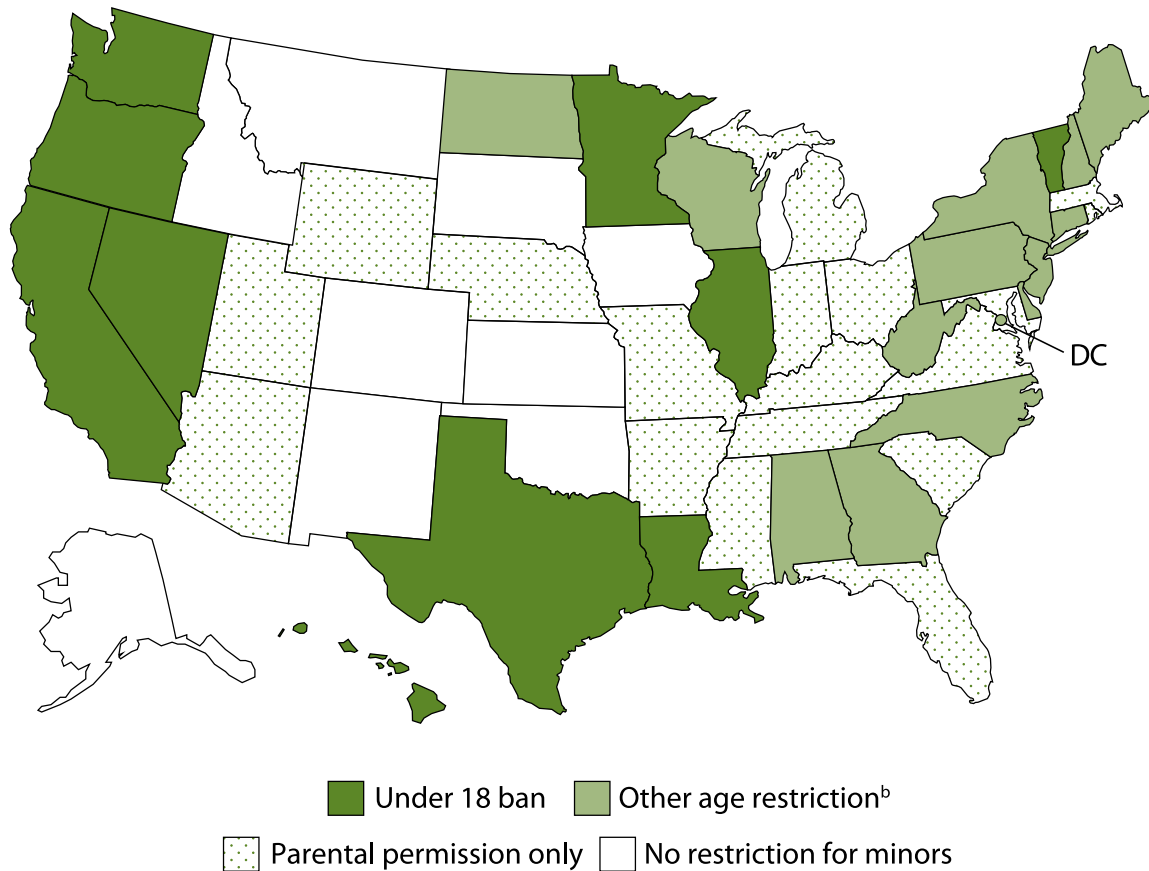 DC
Under 18 ban Other age restrictionᵇ
Parental permission only No restriction for minors